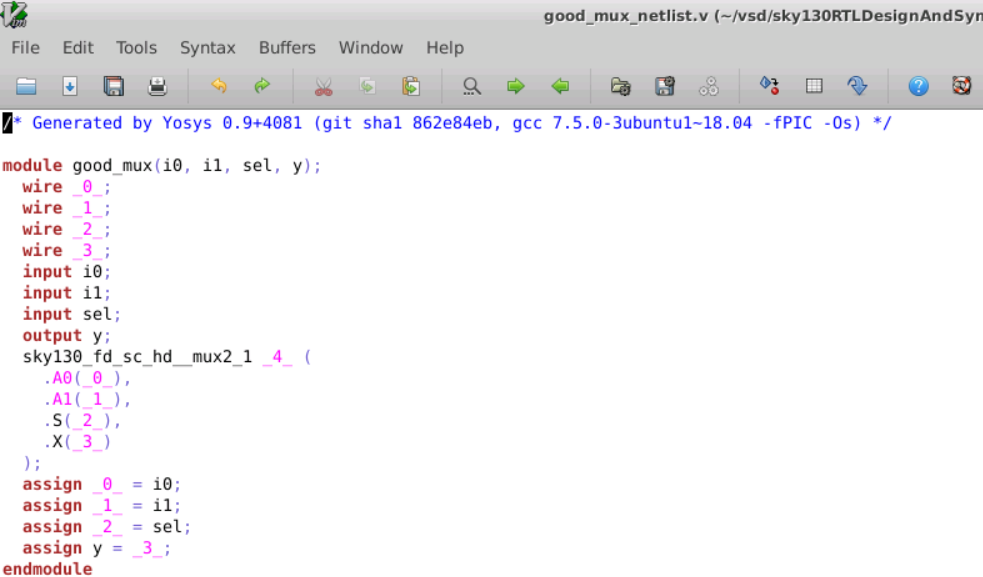 good_mux_netlist.v (~/vsd/sky130RTLDesignAndSyn
File Edit Tools Syntax Buffers Window Help
/* Generated by Yosys 0.9+4081 (git sha1 862e84eb, gcc 7.5.0-3ubuntu1~18.04 -fPIC -Os) */
module good_mux(i0, i1, sel, y);
wire _0_;
wire _1_;
wire _2_;
wire _3_;
input i0;
input i1;
input sel;
output y;
sky130_fd_sc_hd__mux2_1 _4_ (
.A0(_0_),
.A1(_1_),
.S(_2_),
.X(_3_)
);
assign _0_ = i0;
assign _1_ = i1;
assign _2_ = sel;
assign y = _3_;
endmodule